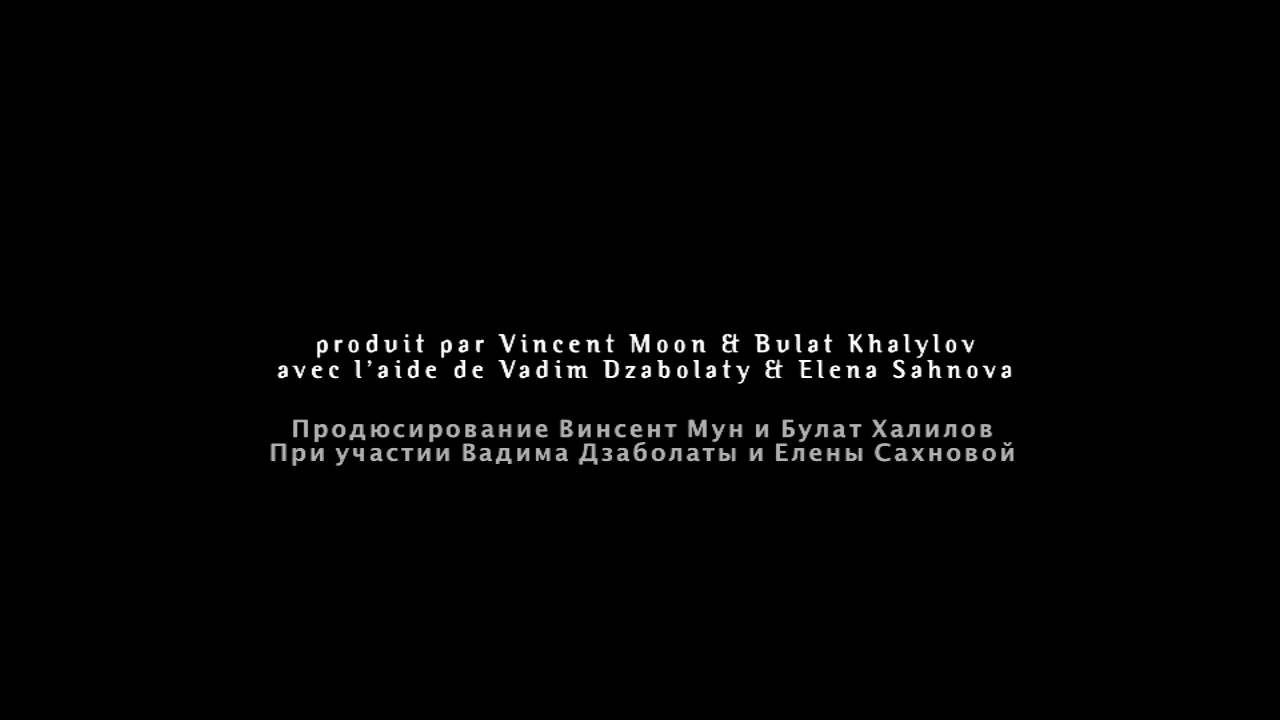 produit par Vincent Moon & Bulat Khalylov
avec l'aide de Vadim Dzabolaty & Elena Sahnova
Продюсирование Винсент Мун и Булат Халилов
При участии Вадима Дзаболаты и Елены Сахновой